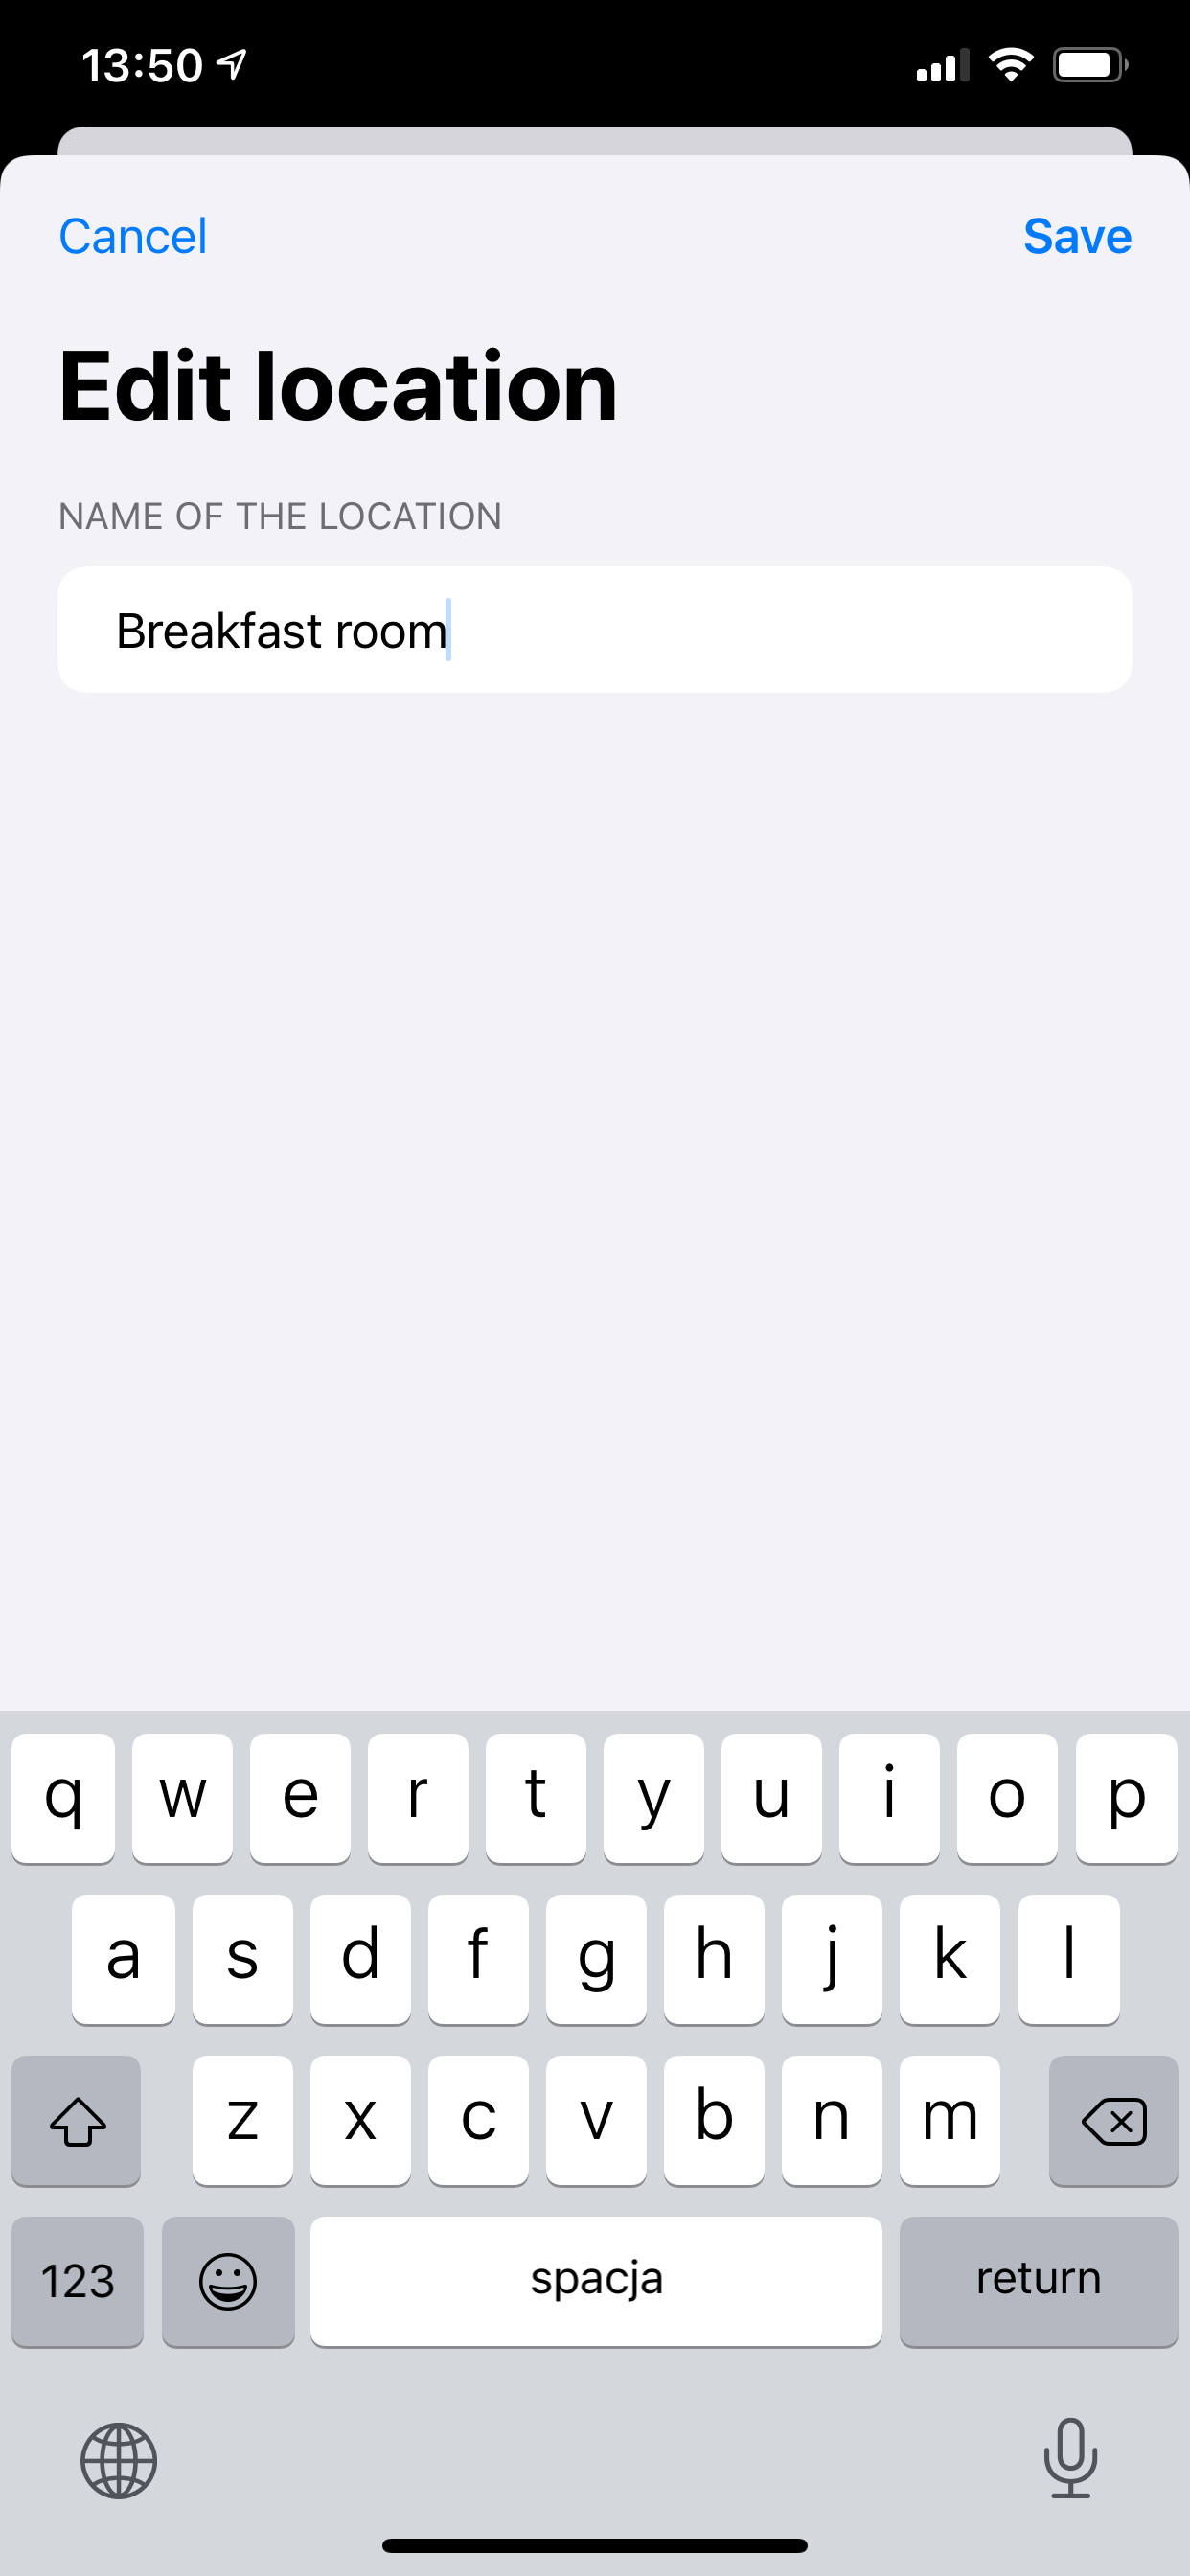 13:50
Cancel Save
Edit location
NAME OF THE LOCATION
Breakfast room
q w e r t y u i o p
a s d f g h j k l
z x c v b n m
123 spacja return